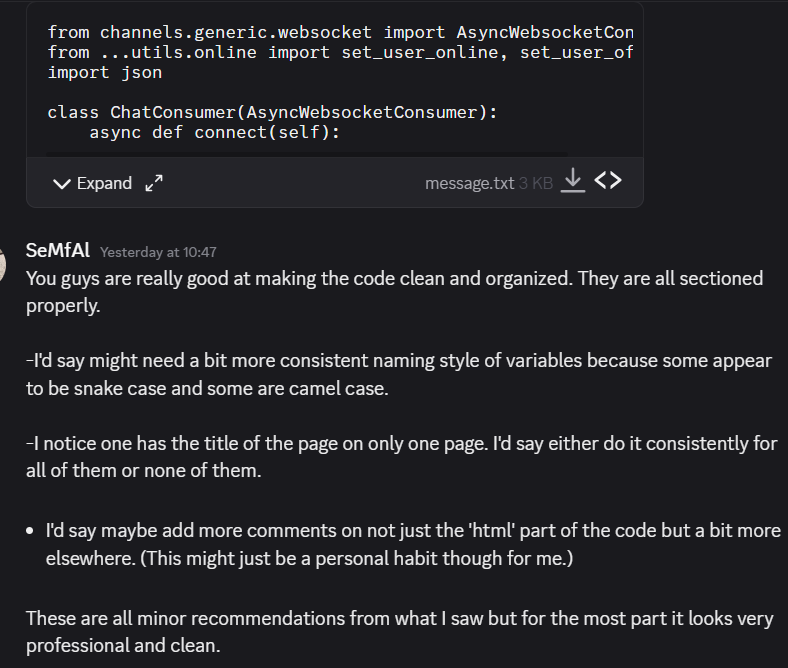 from channels.generic.websocket import AsyncWebsocketCon
from ...utils.online import set_user_online, set_user_of
import json
class ChatConsumer(AsyncWebsocketConsumer):
    async def connect(self):
Expand message.txt 3 KB
SeMfAl Yesterday at 10:47
You guys are really good at making the code clean and organized. They are all sectioned
properly.
-I'd say might need a bit more consistent naming style of variables because some appear
to be snake case and some are camel case.
-I notice one has the title of the page on only one page. I'd say either do it consistently for
all of them or none of them.
• I'd say maybe add more comments on not just the 'html' part of the code but a bit more
elsewhere. (This might just be a personal habit though for me.)
These are all minor recommendations from what I saw but for the most part it looks very
professional and clean.